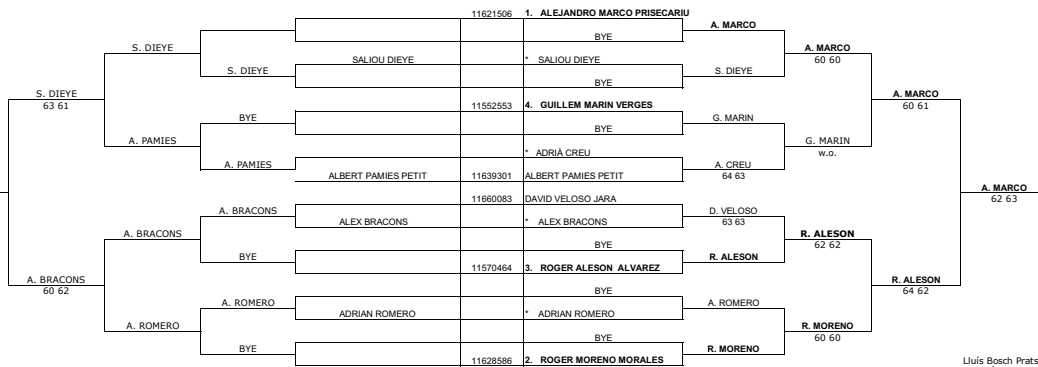 11621506 1. ALEJANDRO MARCO PRISECARIU
A. MARCO
BYE
S. DIEYE A. MARCO
SALIOU DIEYE * SALIOU DIEYE 60 60
S. DIEYE S. DIEYE
BYE
S. DIEYE A. MARCO
63 61 11552553 4. GUILLEM MARIN VERGES 60 61
BYE G. MARIN
BYE
A. PAMIES G. MARIN
* ADRIÀ CREU w.o.
A. PAMIES A. CREU
ALBERT PAMIES PETIT 11639301 ALBERT PAMIES PETIT 64 63
A. MARCO
11660083 DAVID VELOSO JARA 62 63
A. BRACONS D. VELOSO
ALEX BRACONS * ALEX BRACONS 63 63
A. BRACONS R. ALESON
BYE 62 62
BYE R. ALESON
11570464 3. ROGER ALESON ALVAREZ
A. BRACONS R. ALESON
60 62 BYE 64 62
A. ROMERO A. ROMERO
ADRIAN ROMERO * ADRIAN ROMERO
A. ROMERO R. MORENO
BYE 60 60
BYE R. MORENO
11628586 2. ROGER MORENO MORALES
Lluís Bosch Prats